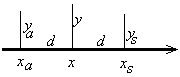 y_a y y_s
d d
x_a x x_s